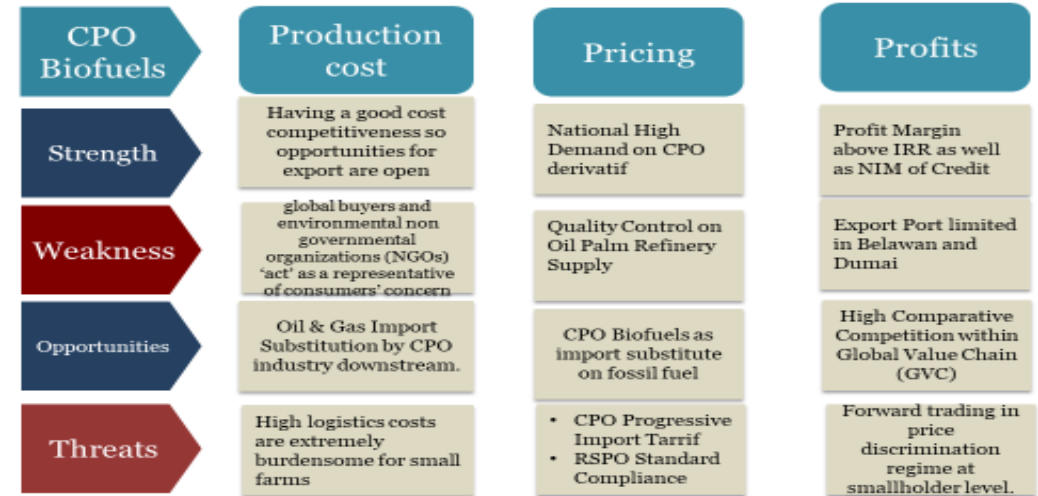 CPO
Biofuels
Production
cost
Pricing
Profits
Strength
Having a good cost
competitiveness so
opportunities for
export are open
National High
Demand on CPO
derivatif
Profit Margin
above IRR as well
as NIM of Credit
Weakness
global buyers and
environmental non
governmental
organizations (NGOs)
'act' as a representative
of consumers' concern
Quality Control on
Oil Palm Refinery
Supply
Export Port limited
in Belawan and
Dumai
Opportunities
Oil & Gas Import
Substitution by CPO
industry downstream.
CPO Biofuels as
import substitute
on fossil fuel
High Comparative
Competition within
Global Value Chain
(GVC)
Threats
High logistics costs
are extremely
burdensome for small
farms
• CPO Progressive
Import Tarrif
• RSPO Standard
Compliance
Forward trading in
price
discrimination
regime at
smallholder level.